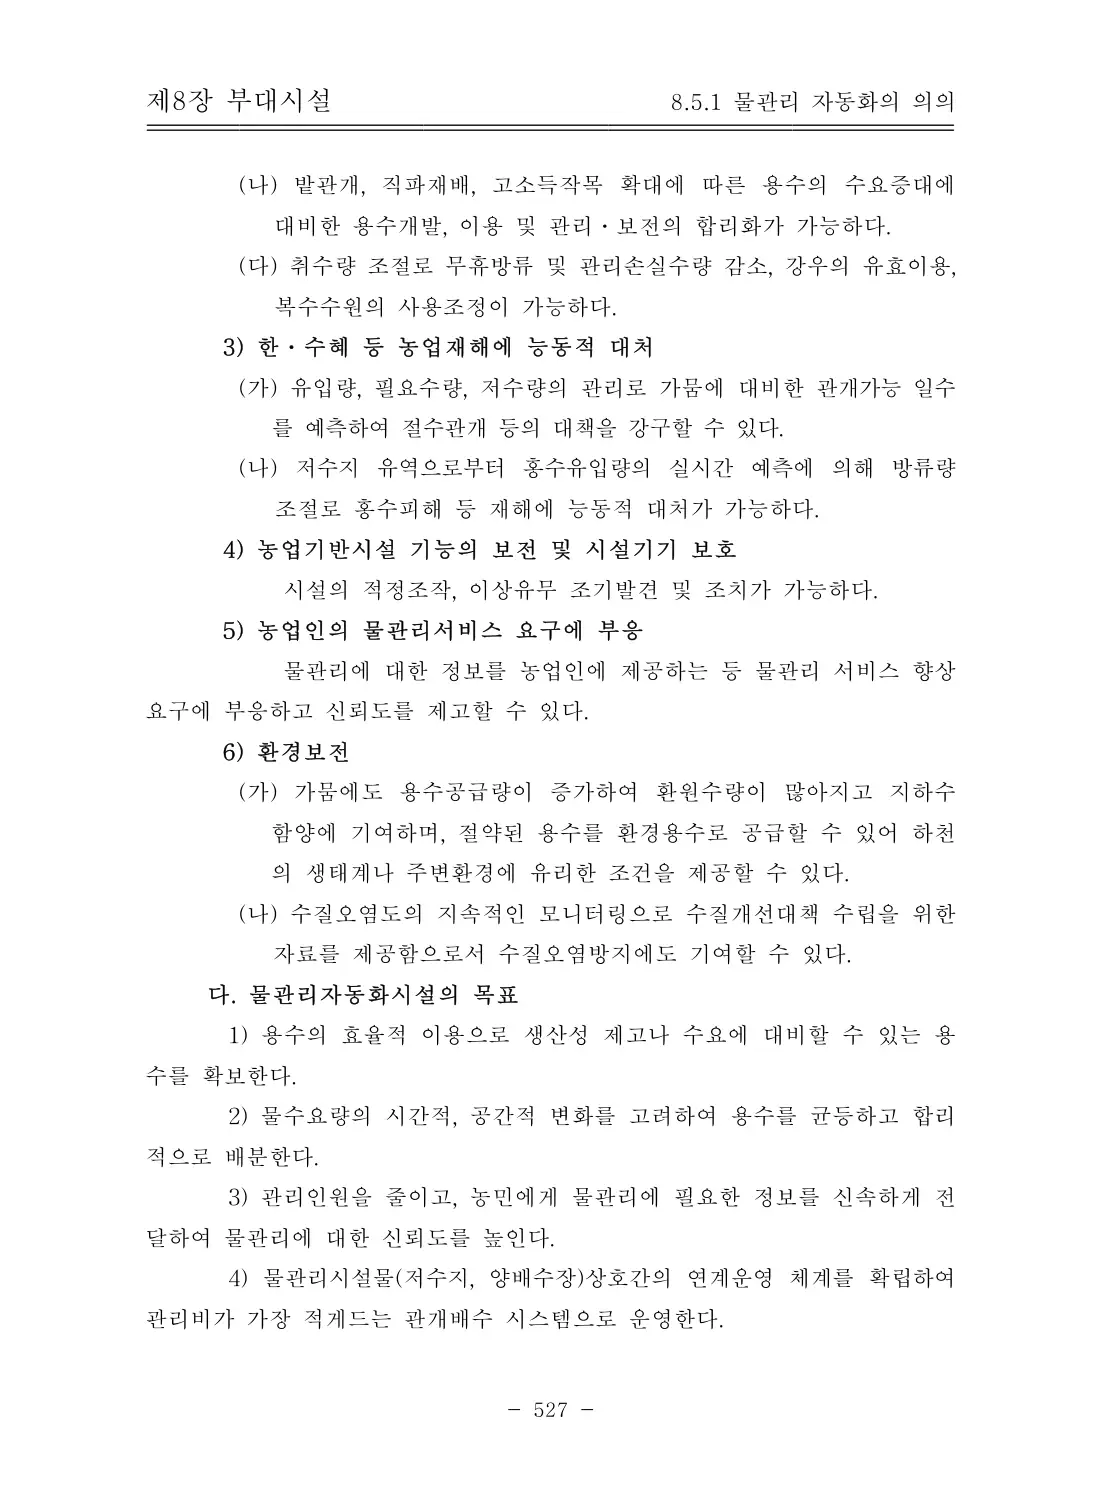 제8장 부대시설
8.5.1 물관리 자동화의 의의
(나) 밭관개, 직파재배, 고소득작목 확대에 따른 용수의 수요증대에
대비한 용수개발, 이용 및 관리·보전의 합리화가 가능하다.
(다) 취수량 조절로 무휴방류 및 관리손실수량 감소, 강우의 유효이용,
복수수원의 사용조정이 가능하다.
3) 한·수혜 등 농업재해에 능동적 대처
(가) 유입량, 필요수량, 저수량의 관리로 가뭄에 대비한 관개가능 일수
를 예측하여 절수관개 등의 대책을 강구할 수 있다.
(나) 저수지 유역으로부터 홍수유입량의 실시간 예측에 의해 방류량
조절로 홍수피해 등 재해에 능동적 대처가 가능하다.
4) 농업기반시설 기능의 보전 및 시설기기 보호
시설의 적정조작, 이상유무 조기발견 및 조치가 가능하다.
5) 농업인의 물관리서비스 요구에 부응
물관리에 대한 정보를 농업인에 제공하는 등 물관리 서비스 향상
요구에 부응하고 신뢰도를 제고할 수 있다.
6) 환경보전
(가) 가뭄에도 용수공급량이 증가하여 환원수량이 많아지고 지하수
함양에 기여하며, 절약된 용수를 환경용수로 공급할 수 있어 하천
의 생태계나 주변환경에 유리한 조건을 제공할 수 있다.
(나) 수질오염도의 지속적인 모니터링으로 수질개선대책 수립을 위한
자료를 제공함으로서 수질오염방지에도 기여할 수 있다.
다. 물관리자동화시설의 목표
1) 용수의 효율적 이용으로 생산성 제고나 수요에 대비할 수 있는 용
수를 확보한다.
2) 물수요량의 시간적, 공간적 변화를 고려하여 용수를 균등하고 합리
적으로 배분한다.
3) 관리인원을 줄이고, 농민에게 물관리에 필요한 정보를 신속하게 전
달하여 물관리에 대한 신뢰도를 높인다.
4) 물관리시설물(저수지, 양배수장)상호간의 연계운영 체계를 확립하여
관리비가 가장 적게드는 관개배수 시스템으로 운영한다.
- 527 -